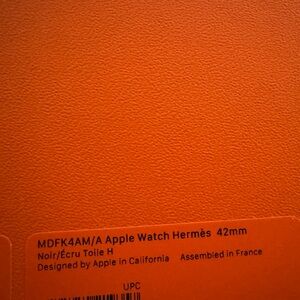 MDFK4AM/A Apple Watch Hermès 42mm
Noir/Écru Toile H
Designed by Apple in California Assembled in France
UPC